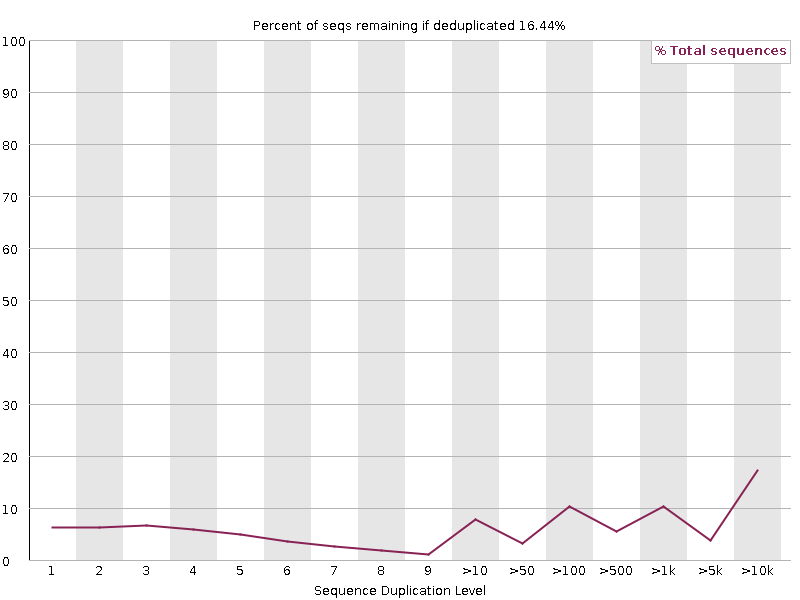 Percent of seqs remaining if deduplicated 16.44%
% Total sequences
100
90
80
70
60
50
40
30
20
10
0
1 2 3 4 5 6 7 8 9 >10 >50 >100 >500 >1k >5k >10k
Sequence Duplication Level